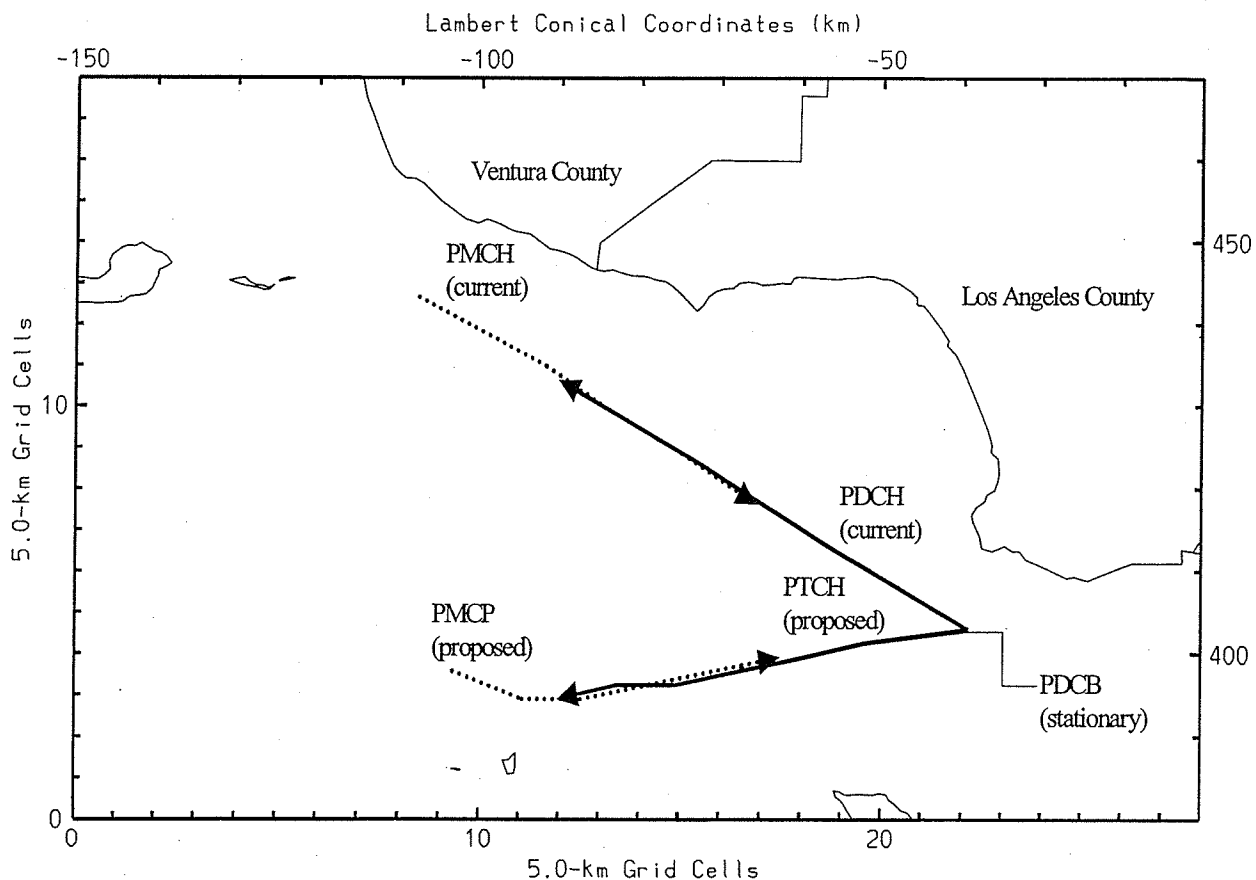 Lambert Conical Coordinates (km)
-150 -100 -50
Ventura County
PMCH
(current)
450
Los Angeles County
10
5.0-km Grid Cells
PDCH
(current)
PTCH
(proposed)
PMCP
(proposed)
400
PDCB
(stationary)
0
0 10 20
5.0-km Grid Cells